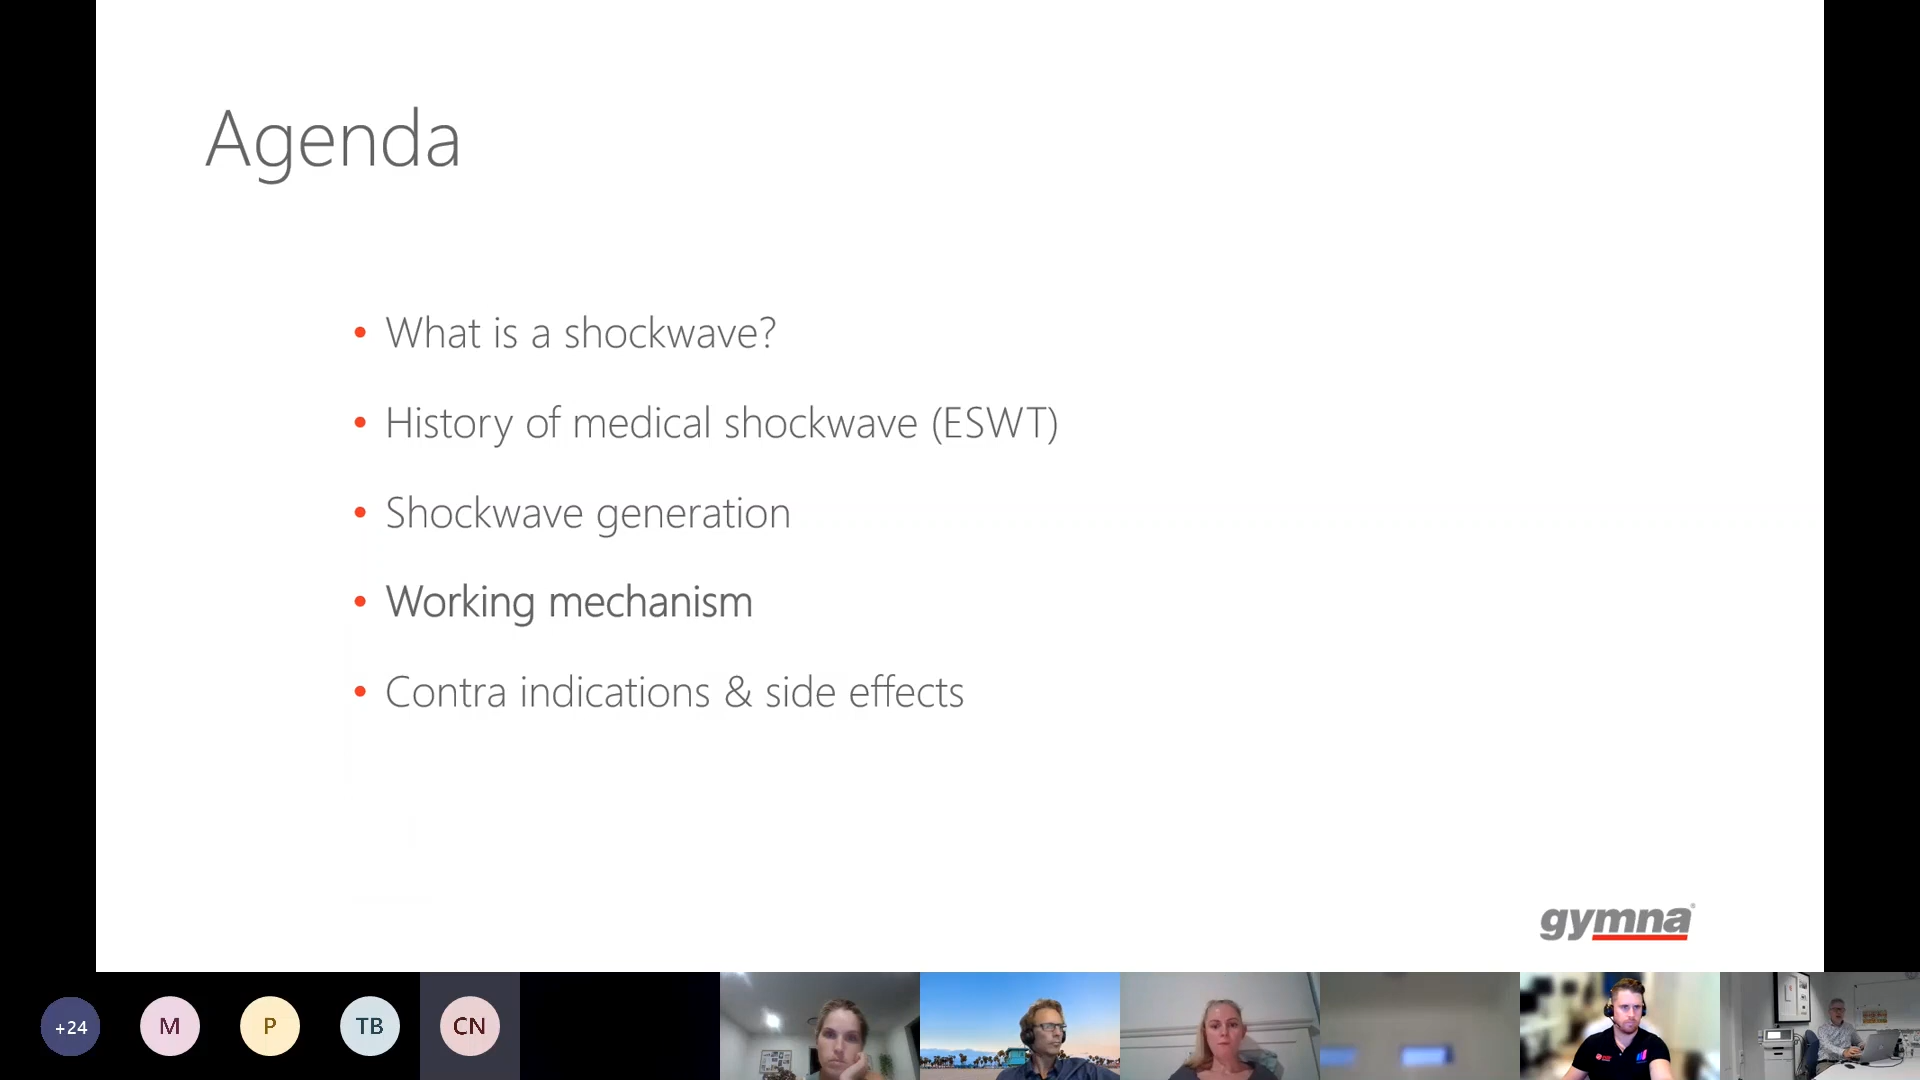 Agenda
• What is a shockwave?
• History of medical shockwave (ESWT)
• Shockwave generation
• Working mechanism
• Contra indications & side effects
gymna®
+24
M
P
TB
CN